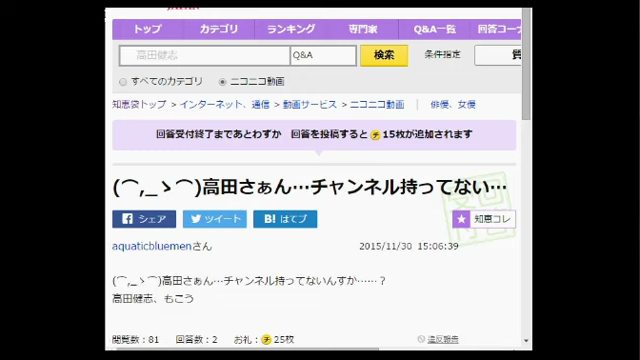 トップ カテゴリ ランキング 専門家 Q&A一覧 回答コーナ
高田健志 Q&A 検索 条件指定 質
すべてのカテゴリ ニコニコ動画
知恵袋トップ > インターネット、通信 > 動画サービス > ニコニコ動画 | 俳優、女優
回答受付終了まであとわずか 回答を投稿すると チ 15枚が追加されます
(⌒,_ゝ⌒)高田さぁん…チャンネル持ってない…
シェア ツイート B! はてブ 知恵コレ
aquaticbluemenさん 2015/11/30 15:06:39
(⌒,_ゝ⌒)高田さぁん…チャンネル持ってないんすか……？
高田健志、もこう
閲覧数：81 回答数：2 お礼： チ 25枚 違反報告